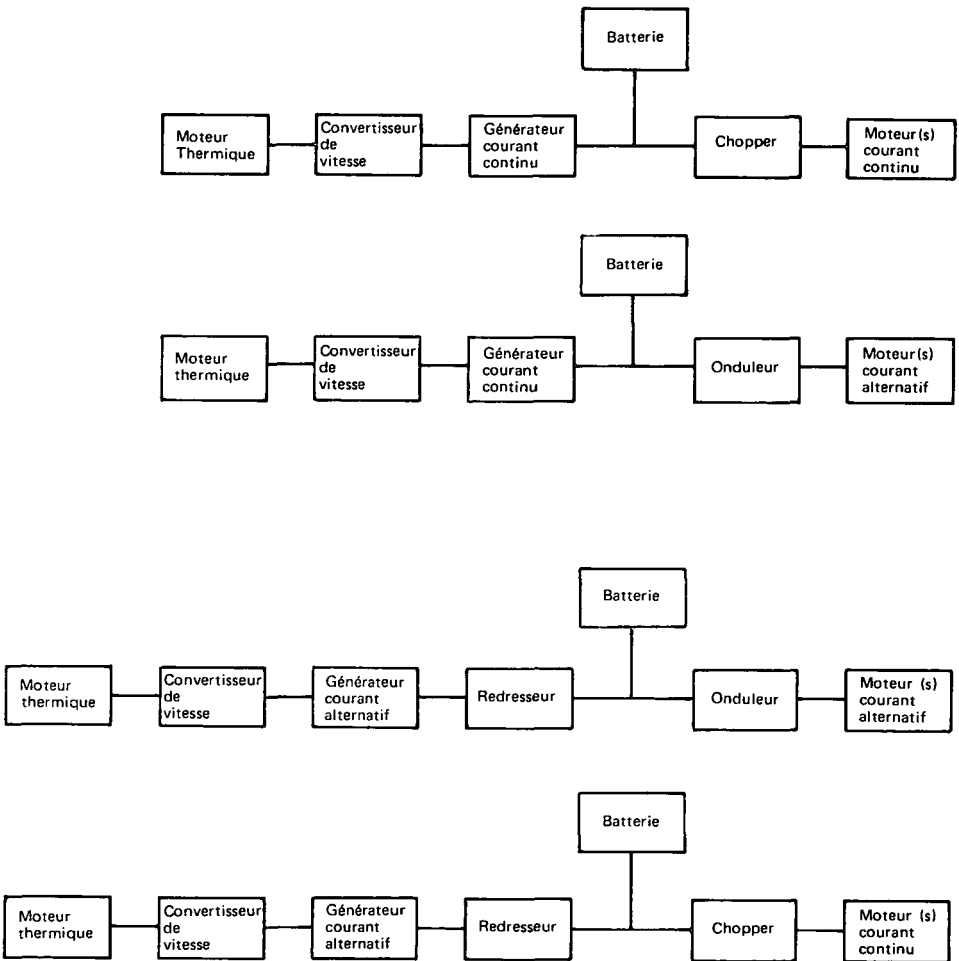 Batterie
Moteur
Thermique
Convertisseur
de
vitesse
Générateur
courant
continu
Chopper
Moteur(s)
courant
continu
Batterie
Moteur
thermique
Convertisseur
de
vitesse
Générateur
courant
continu
Onduleur
Moteur(s)
courant
alternatif
Batterie
Moteur
thermique
Convertisseur
de
vitesse
Générateur
courant
alternatif
Redresseur
Onduleur
Moteur (s)
courant
alternatif
Batterie
Moteur
thermique
Convertisseur
de
vitesse
Générateur
courant
alternatif
Redresseur
Chopper
Moteur (s)
courant
continu